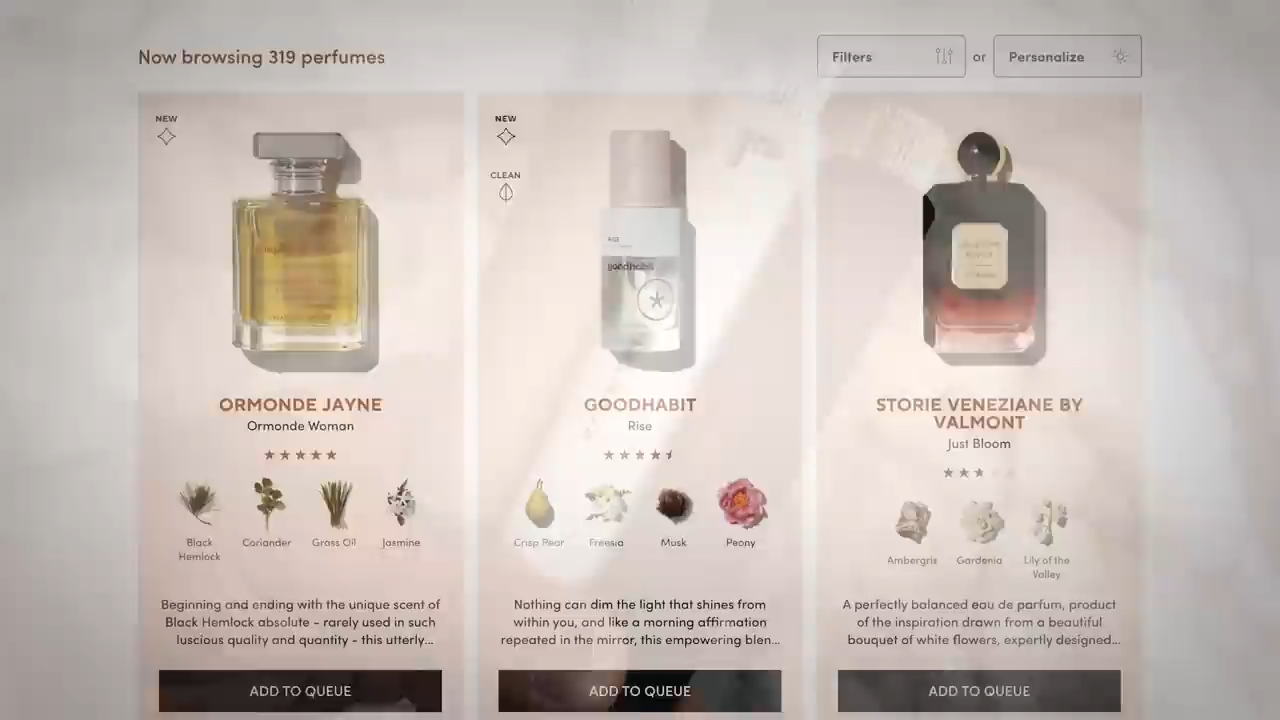 Now browsing 319 perfumes
Filters
or
Personalize
NEW
NEW
CLEAN
goodhabit
ORMONDE JAYNE
Ormonde Woman
Black
Hemlock
Coriander
Grass Oil
Jasmine
Beginning and ending with the unique scent of
Black Hemlock absolute - rarely used in such
luscious quality and quantity - this utterly...
ADD TO QUEUE
GOODHABIT
Rise
Crisp Pear
Freesia
Musk
Peony
Nothing can dim the light that shines from
within you, and like a morning affirmation
repeated in the mirror, this empowering blen...
ADD TO QUEUE
STORIE VENEZIANE BY
VALMONT
Just Bloom
Ambergris
Gardenia
Lily of the
Valley
A perfectly balanced eau de parfum, product
of the inspiration drawn from a beautiful
bouquet of white flowers, expertly designed...
ADD TO QUEUE